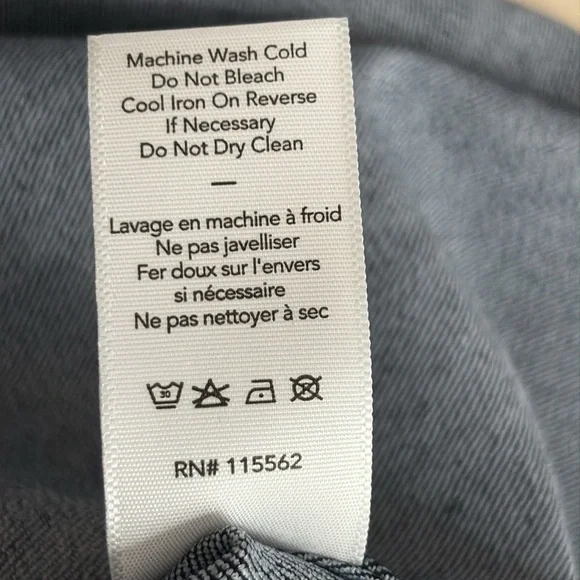 Machine Wash Cold
Do Not Bleach
Cool Iron On Reverse
If Necessary
Do Not Dry Clean
—
Lavage en machine à froid
Ne pas javelliser
Fer doux sur l'envers
si nécessaire
Ne pas nettoyer à sec
30
RN# 115562